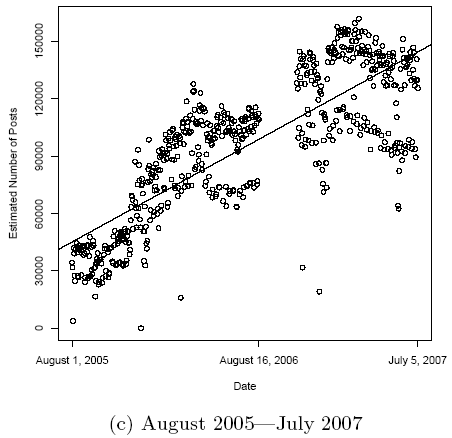 150000
120000
90000
60000
30000
0
Estimated Number of Posts
August 1, 2005
August 16, 2006
July 5, 2007
Date
(c) August 2005—July 2007